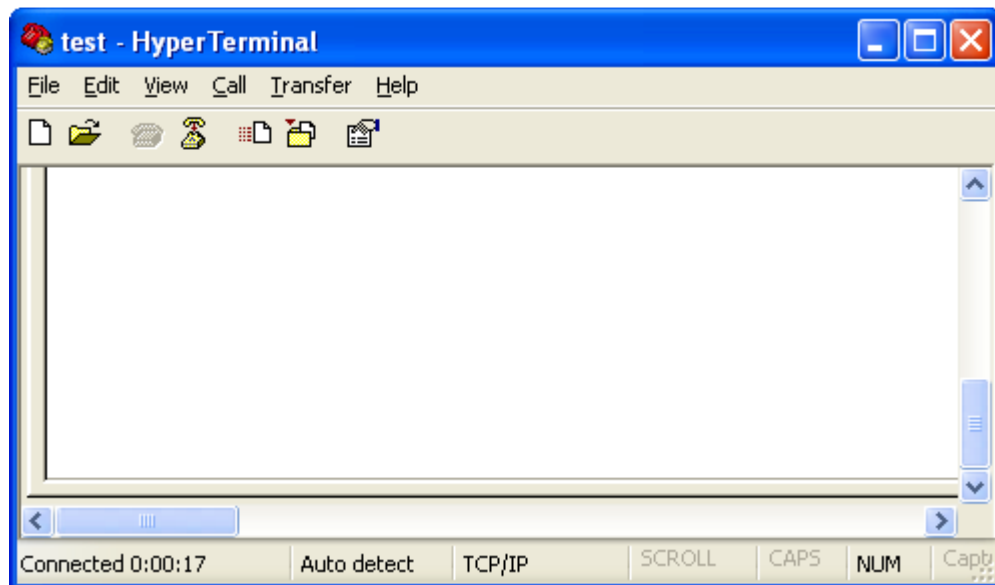 test - HyperTerminal
File Edit View Call Transfer Help
Connected 0:00:17 Auto detect TCP/IP SCROLL CAPS NUM Capt